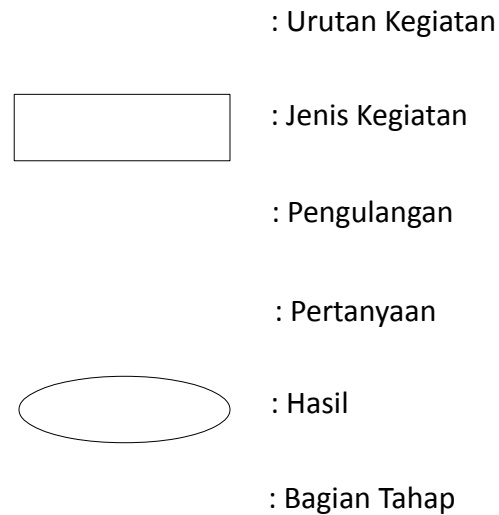 : Urutan Kegiatan
: Jenis Kegiatan
: Pengulangan
: Pertanyaan
: Hasil
: Bagian Tahap